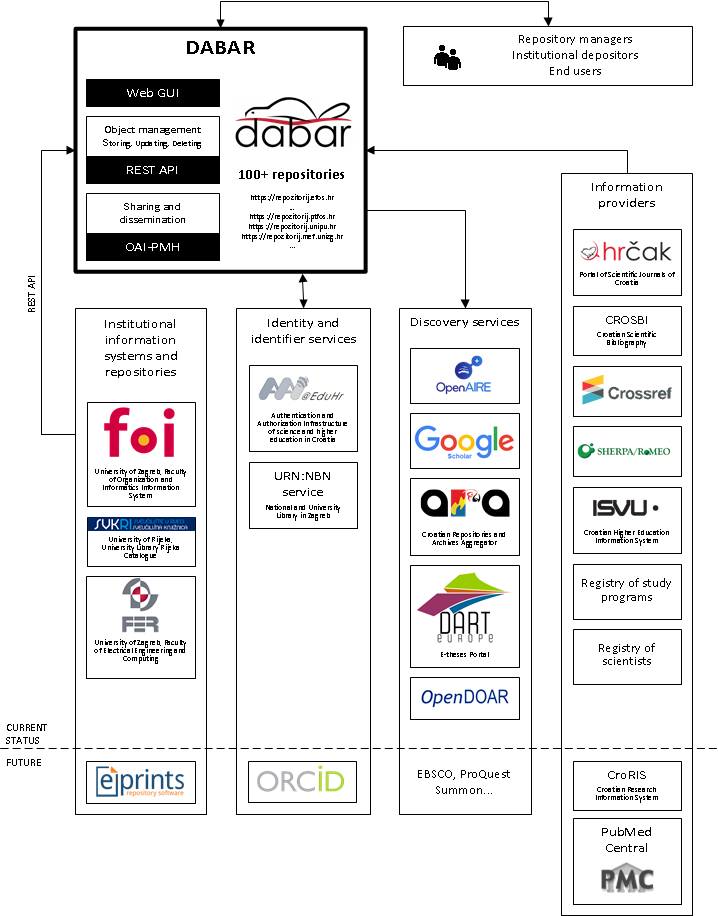 DABAR
Web GUI
Object management
Storing, Updating, Deleting
REST API
Sharing and
dissemination
OAI-PMH
dabar
100+ repositories
https://repozitorij.efos.hr
...
https://repozitorij.ptfos.hr
https://repozitorij.unipu.hr
https://repozitorij.mef.unizg.hr
...
Repository managers
Institutional depositors
End users
REST API
Institutional
information
systems and
repositories
foi
University of Zagreb, Faculty
of Organization and
Informatics Information
System
SVKRI
SVEUČILIŠTE U RIJECI
SVEUČILIŠNA KNJIŽNICA
University of Rijeka,
University Library Rijeka
Catalogue
FER
University of Zagreb, Faculty
of Electrical Engineering and
Computing
Identity and
identifier services
AAI@EduHr
Authentication and
Authorization Infrastructure
of science and higher
education in Croatia
URN:NBN
service
National and University
Library in Zagreb
Discovery services
OpenAIRE
Google
Scholar
ara
Croatian Repositories and
Archives Aggregator
DART
europe
E-theses Portal
OpenDOAR
Information
providers
hrčak
Portal of Scientific Journals of
Croatia
CROSBI
Croatian Scientific
Bibliography
Crossref
SHERPA/RoMEO
ISVU
Croatian Higher Education
Information System
Registry of study
programs
Registry of
scientists
CURRENT
STATUS
FUTURE
eprints
repository software
ORCID
EBSCO, ProQuest
Summon...
CroRIS
Croatian Research
Information System
PubMed
Central
PMC